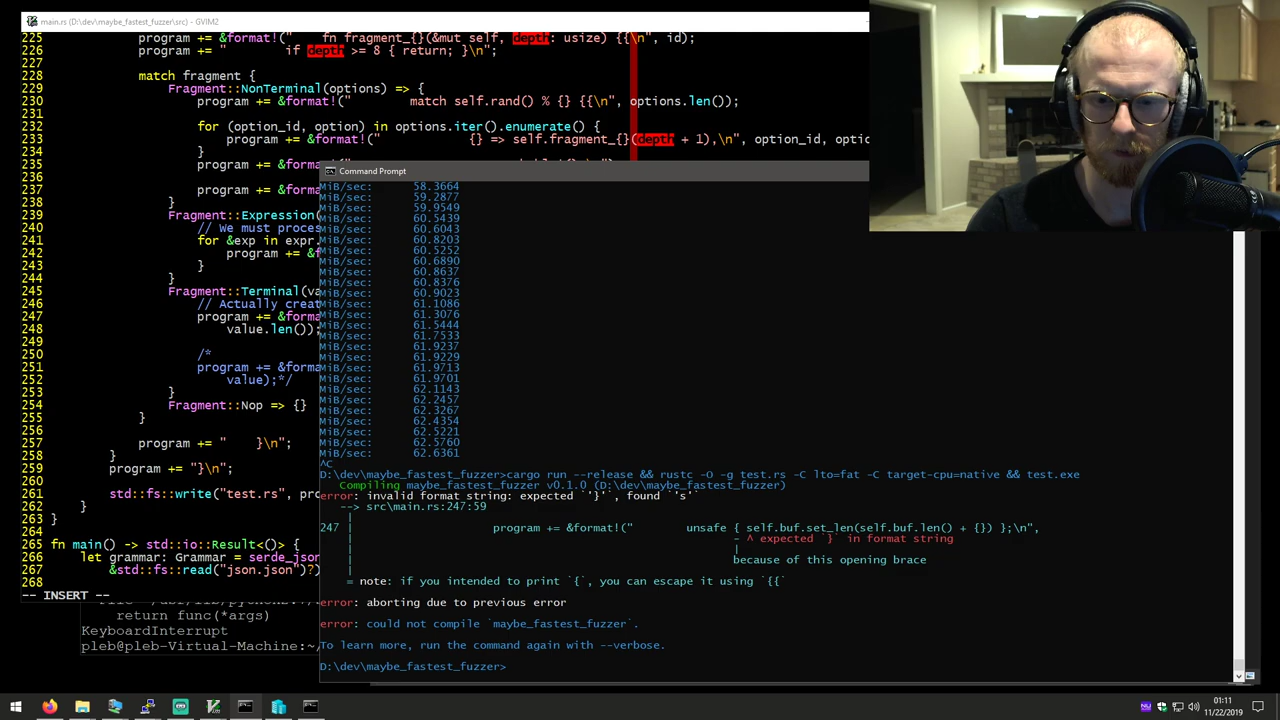 main.rs (D:\dev\maybe_fastest_fuzzer\src) - GVIM2
225 program += &format!("    fn fragment_{}(&mut self, depth: usize) {{\n", id);
226 program += "        if depth >= 8 { return; }\n";
227
228 match fragment {
229 Fragment::NonTerminal(options) => {
230 program += &format!("        match self.rand() % {} {{\n", options.len());
231
232 for (option_id, option) in options.iter().enumerate() {
233 program += &format!("            {} => self.fragment_{}(depth + 1),\n", option_id, optio
234 }
235 program += &format!("
236
237 program += &format!("
238 }
239 Fragment::Expression(
240 // We must proces
241 for &exp in expr.
242 program += &f
243 }
244 }
245 Fragment::Terminal(va
246 // Actually creat
247 program += &forma
248 value.len());
249
250 /*
251 program += &forma
252 value);*/
253 }
254 Fragment::Nop => {}
255 }
256
257 program += "    }\n";
258 }
259 program += "}\n";
260
261 std::fs::write("test.rs", pro
262 }
263 }
264
265 fn main() -> std::io::Result<()> {
266 let grammar: Grammar = serde_json
267 &std::fs::read("json.json")?)
268
-- INSERT --
return func(*args)
KeyboardInterrupt
pleb@pleb-Virtual-Machine:~/
Command Prompt
MiB/sec: 58.3664
MiB/sec: 59.2877
MiB/sec: 59.9549
MiB/sec: 60.5439
MiB/sec: 60.6043
MiB/sec: 60.8203
MiB/sec: 60.5252
MiB/sec: 60.6890
MiB/sec: 60.8637
MiB/sec: 60.8376
MiB/sec: 60.9023
MiB/sec: 61.1086
MiB/sec: 61.3076
MiB/sec: 61.5444
MiB/sec: 61.7533
MiB/sec: 61.9237
MiB/sec: 61.9229
MiB/sec: 61.9713
MiB/sec: 61.9701
MiB/sec: 62.1143
MiB/sec: 62.2457
MiB/sec: 62.3267
MiB/sec: 62.4354
MiB/sec: 62.5221
MiB/sec: 62.5760
MiB/sec: 62.6361
^C
D:\dev\maybe_fastest_fuzzer>cargo run --release && rustc -O -g test.rs -C lto=fat -C target-cpu=native && test.exe
Compiling maybe_fastest_fuzzer v0.1.0 (D:\dev\maybe_fastest_fuzzer)
error: invalid format string: expected `'}'`, found `'s'`
--> src\main.rs:247:59
|
247 | program += &format!("        unsafe { self.buf.set_len(self.buf.len() + {}) };\n",
| - ^ expected `}` in format string
| |
| because of this opening brace
|
= note: if you intended to print `{`, you can escape it using `{{`
error: aborting due to previous error
error: could not compile `maybe_fastest_fuzzer`.
To learn more, run the command again with --verbose.
D:\dev\maybe_fastest_fuzzer>
01:11
11/22/2019